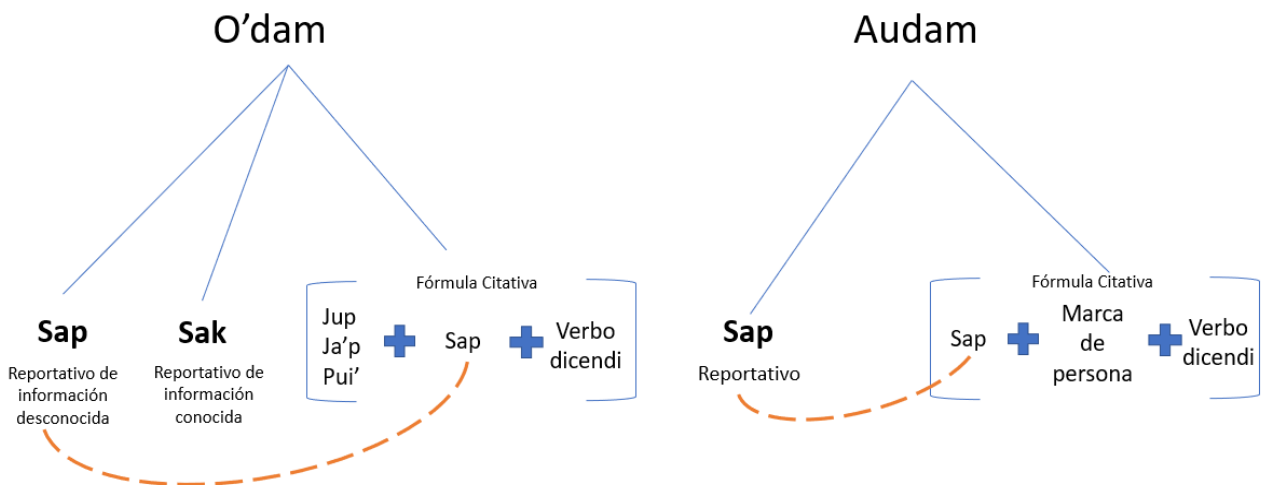 O’dam
Sap
Reportativo de
información
desconocida
Sak
Reportativo de
información
conocida
Fórmula Citativa
Jup
Ja’p
Pui’
Sap
Verbo
dicendi
Audam
Sap
Reportativo
Fórmula Citativa
Sap
Marca
de
persona
Verbo
dicendi